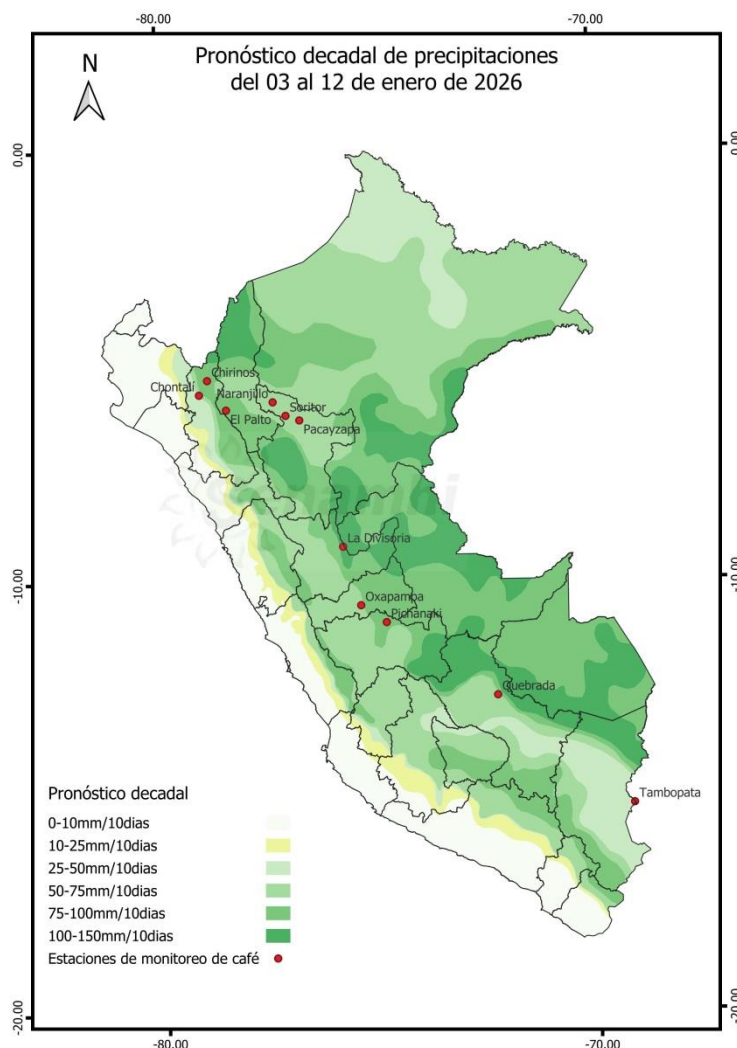 -80.00
-70.00
Pronóstico decadal de precipitaciones
del 03 al 12 de enero de 2026
N
0.00
0.00
Chirinos
Chontalí
Naranjillo
Soritor
El Palto
Pacayzapa
Senamhi
La Divisoria
-10.00
-10.00
Oxapampa
Pichanaki
Quebrada
Tambopata
Pronóstico decadal
0-10mm/10dias
10-25mm/10dias
25-50mm/10dias
50-75mm/10dias
75-100mm/10dias
100-150mm/10dias
Estaciones de monitoreo de café
-20.00
-20.00
-80.00
-70.00